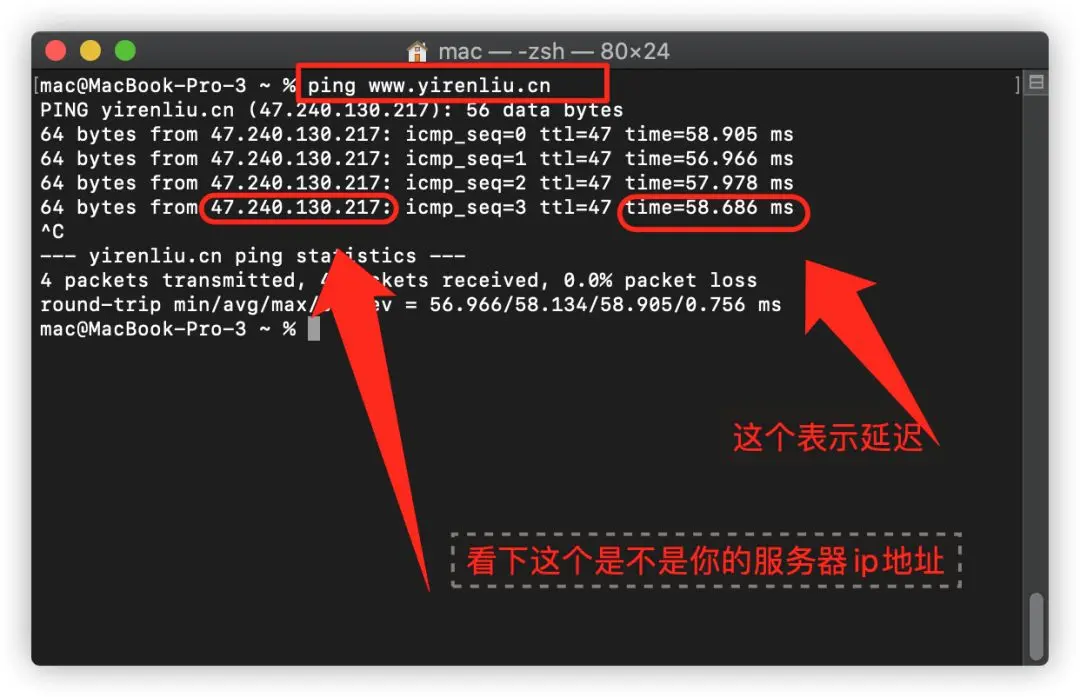 mac — -zsh — 80×24
[mac@MacBook-Pro-3 ~ % ping www.yirenliu.cn ]
PING yirenliu.cn (47.240.130.217): 56 data bytes
64 bytes from 47.240.130.217: icmp_seq=0 ttl=47 time=58.905 ms
64 bytes from 47.240.130.217: icmp_seq=1 ttl=47 time=56.966 ms
64 bytes from 47.240.130.217: icmp_seq=2 ttl=47 time=57.978 ms
64 bytes from 47.240.130.217: icmp_seq=3 ttl=47 time=58.686 ms
^C
--- yirenliu.cn ping statistics ---
4 packets transmitted, 4 packets received, 0.0% packet loss
round-trip min/avg/max/ ev = 56.966/58.134/58.905/0.756 ms
mac@MacBook-Pro-3 ~ %
这个表示延迟
看下这个是不是你的服务器ip地址